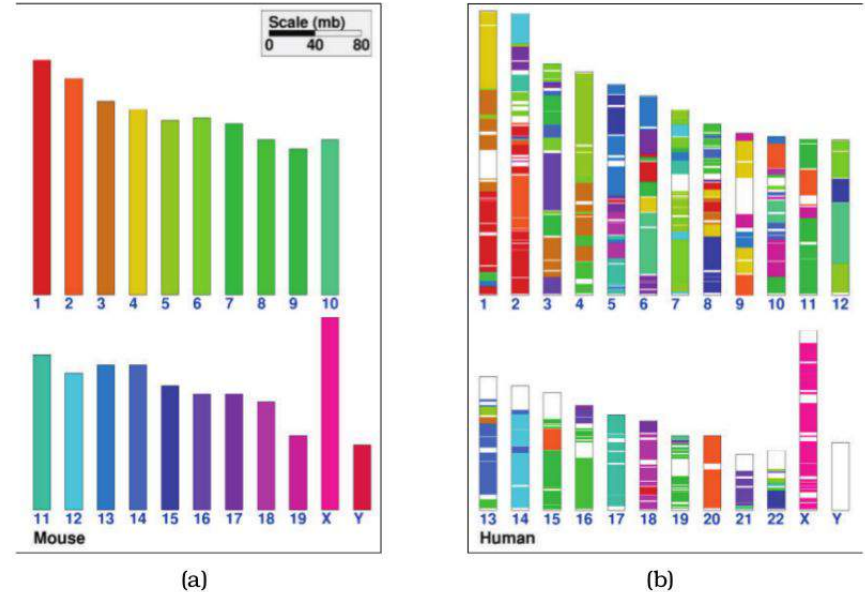 Scale (mb)
0 40 80
1 2 3 4 5 6 7 8 9 10
11 12 13 14 15 16 17 18 19 X Y
Mouse
(a)
1 2 3 4 5 6 7 8 9 10 11 12
13 14 15 16 17 18 19 20 21 22 X Y
Human
(b)